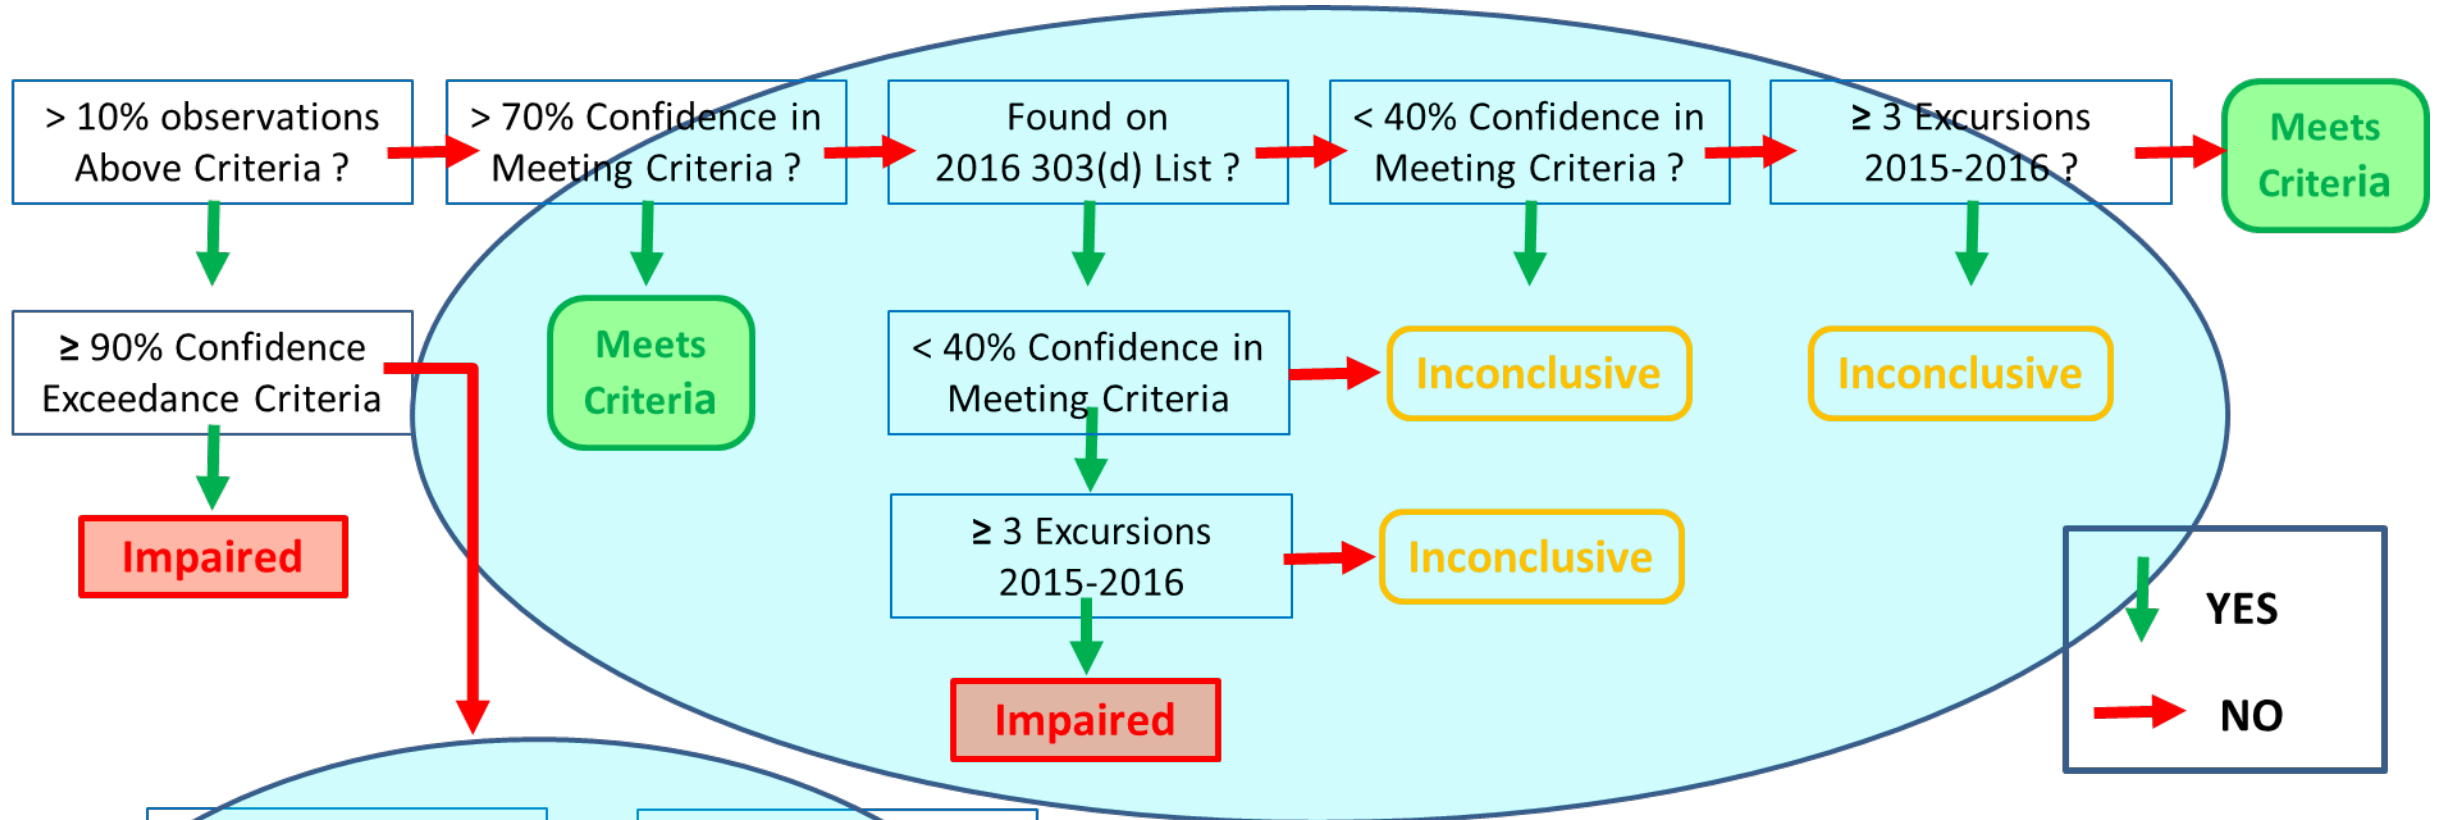 > 10% observations
Above Criteria ?
> 70% Confidence in
Meeting Criteria ?
Found on
2016 303(d) List ?
< 40% Confidence in
Meeting Criteria ?
≥ 3 Excursions
2015-2016 ?
Meets
Criteria
≥ 90% Confidence
Exceedance Criteria
Meets
Criteria
< 40% Confidence in
Meeting Criteria
Inconclusive
Inconclusive
Impaired
≥ 3 Excursions
2015-2016
Inconclusive
Impaired
YES
NO